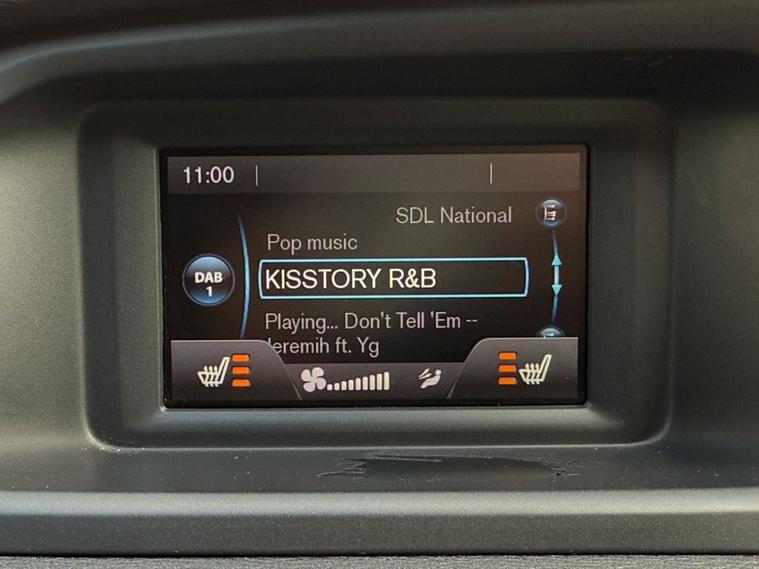 11:00
SDL National
Pop music
DAB
1
KISSTORY R&B
Playing... Don't Tell 'Em --
Jeremih ft. Yg